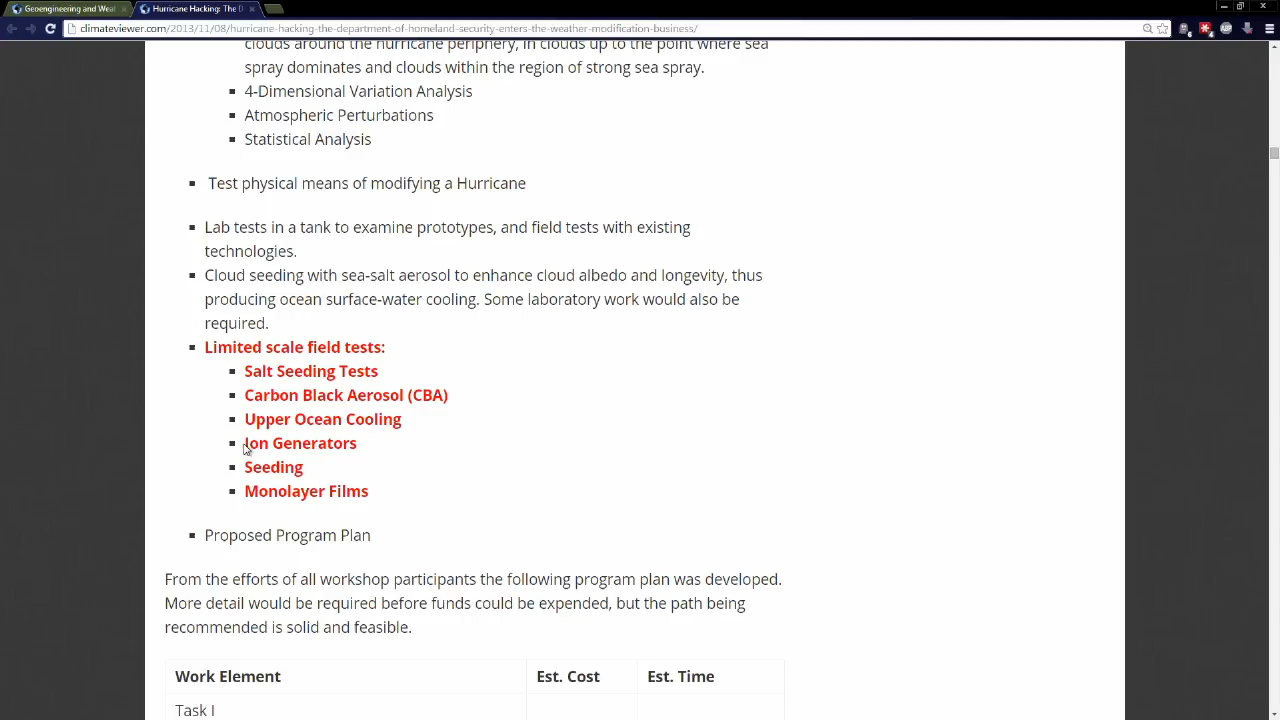 Geoengineering and Weat
Hurricane Hacking: The D
climateviewer.com/2013/11/08/hurricane-hacking-the-department-of-homeland-security-enters-the-weather-modification-business/
clouds around the hurricane periphery, in clouds up to the point where sea
spray dominates and clouds within the region of strong sea spray.
4-Dimensional Variation Analysis
Atmospheric Perturbations
Statistical Analysis
Test physical means of modifying a Hurricane
Lab tests in a tank to examine prototypes, and field tests with existing
technologies.
Cloud seeding with sea-salt aerosol to enhance cloud albedo and longevity, thus
producing ocean surface-water cooling. Some laboratory work would also be
required.
Limited scale field tests:
Salt Seeding Tests
Carbon Black Aerosol (CBA)
Upper Ocean Cooling
Ion Generators
Seeding
Monolayer Films
Proposed Program Plan
From the efforts of all workshop participants the following program plan was developed.
More detail would be required before funds could be expended, but the path being
recommended is solid and feasible.
Work Element Est. Cost Est. Time
Task I